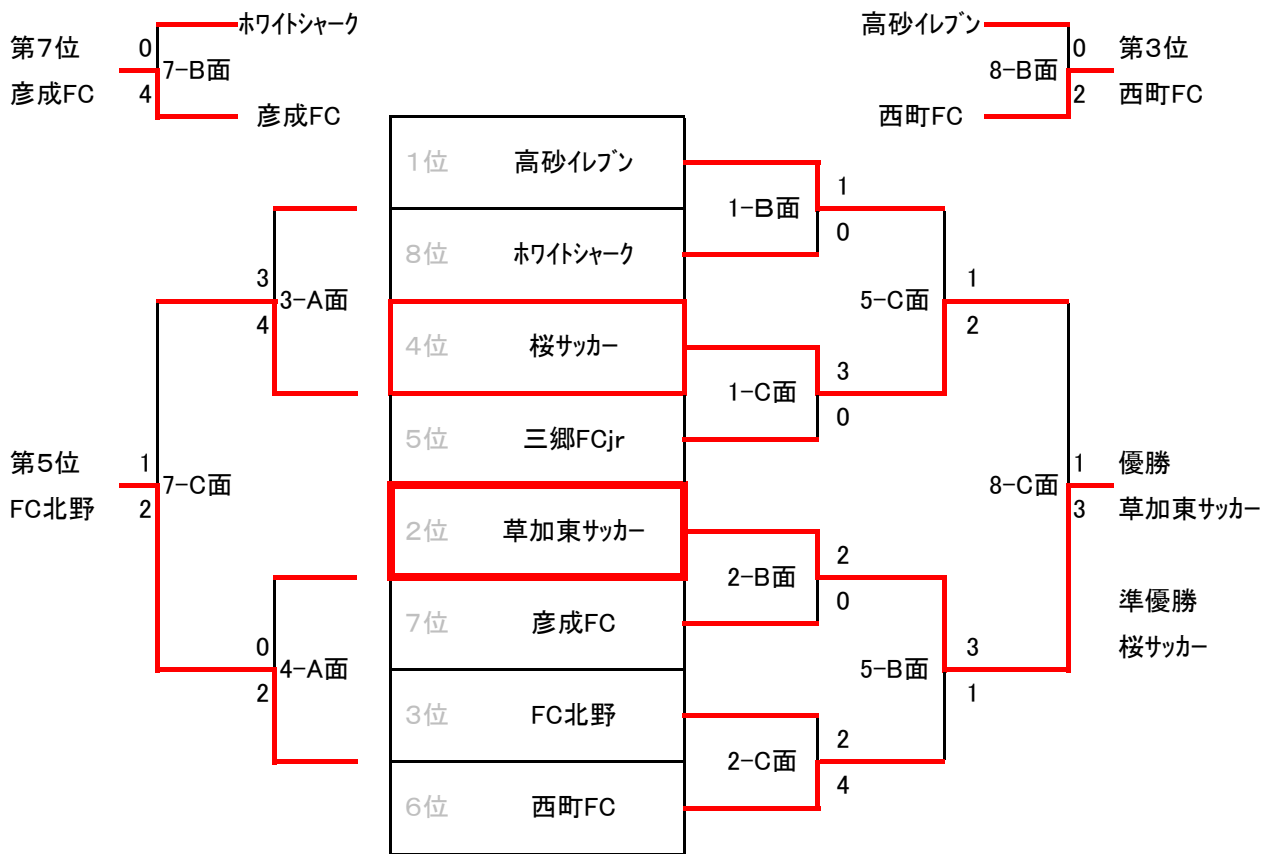 ホワイトシャーク
第７位
0
7-B面
彦成FC
4
彦成FC
高砂イレブン
0
第３位
8-B面
2
西町FC
西町FC
1位 高砂イレブン
1-B面
1
0
8位 ホワイトシャーク
3
3-A面
4
5-C面
1
2
4位 桜サッカー
1-C面
3
0
5位 三郷FCjr
第５位
1
7-C面
FC北野
2
8-C面
1
優勝
3
草加東サッカー
2位 草加東サッカー
2-B面
2
0
7位 彦成FC
準優勝
桜サッカー
0
4-A面
2
5-B面
3
1
3位 FC北野
2-C面
2
4
6位 西町FC